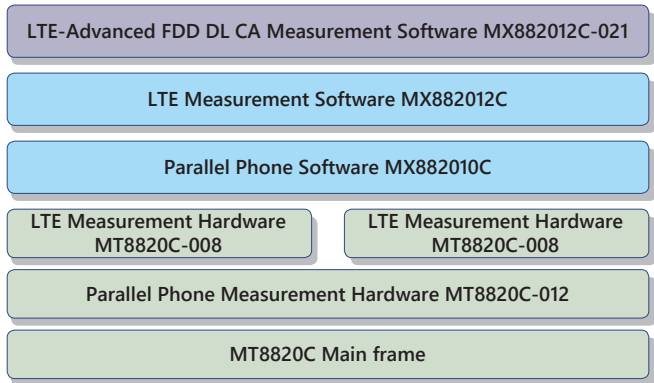 LTE-Advanced FDD DL CA Measurement Software MX882012C-021
LTE Measurement Software MX882012C
Parallel Phone Software MX882010C
LTE Measurement Hardware
MT8820C-008
LTE Measurement Hardware
MT8820C-008
Parallel Phone Measurement Hardware MT8820C-012
MT8820C Main frame